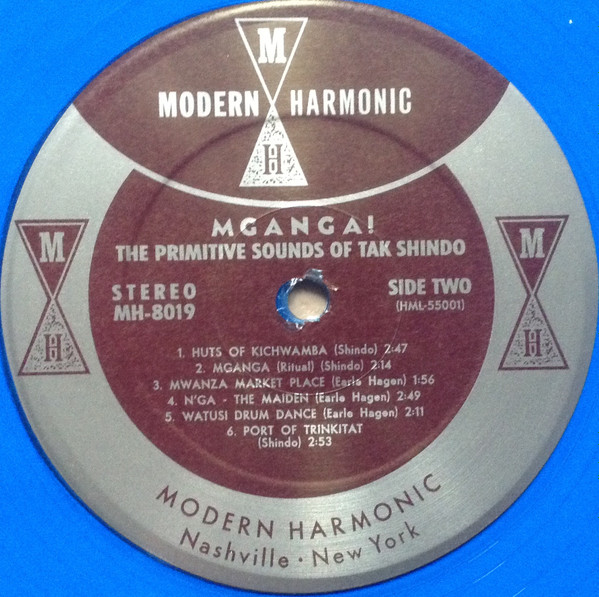 M
MODERN HARMONIC
H
MGANGA!
THE PRIMITIVE SOUNDS OF TAK SHINDO
STEREO
MH-8019
SIDE TWO
(HML-55001)
M
H
M
H
1. HUTS OF KICHWAMBA (Shindo) 2:47
2. MGANGA (Ritual) (Shindo) 2:14
3. MWANZA MARKET PLACE (Earle Hagen) 1:56
4. N'GA - THE MAIDEN (Earle Hagen) 2:49
5. WATUSI DRUM DANCE (Earle Hagen) 2:11
6. PORT OF TRINKITAT
(Shindo) 2:53
MODERN HARMONIC
Nashville · New York